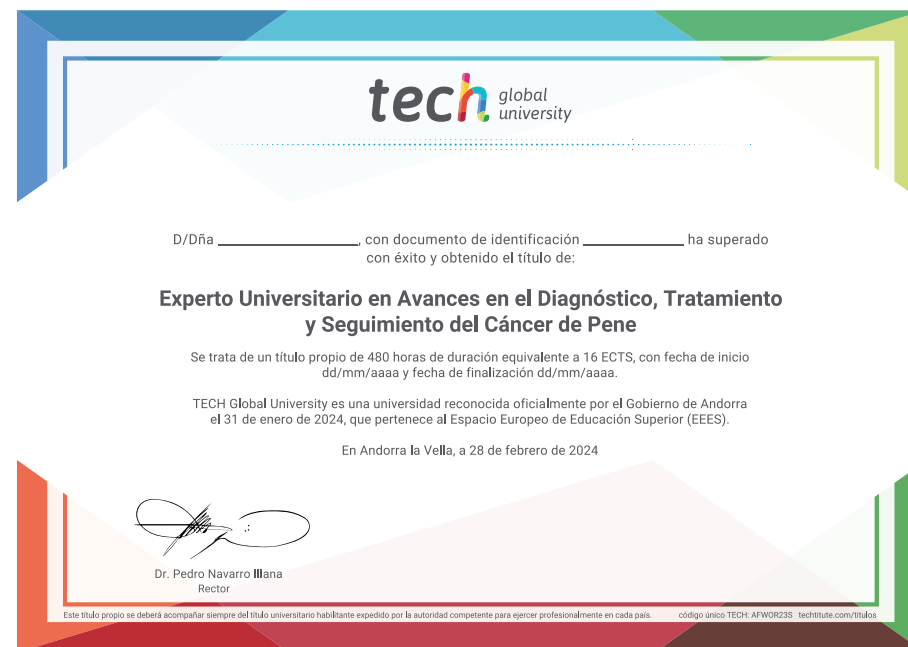 tech global
university
D/Dña ____________________, con documento de identificación ______________ ha superado
con éxito y obtenido el título de:
Experto Universitario en Avances en el Diagnóstico, Tratamiento
y Seguimiento del Cáncer de Pene
Se trata de un título propio de 480 horas de duración equivalente a 16 ECTS, con fecha de inicio
dd/mm/aaaa y fecha de finalización dd/mm/aaaa.
TECH Global University es una universidad reconocida oficialmente por el Gobierno de Andorra
el 31 de enero de 2024, que pertenece al Espacio Europeo de Educación Superior (EEES).
En Andorra la Vella, a 28 de febrero de 2024
Dr. Pedro Navarro Illana
Rector
Este título propio se deberá acompañar siempre del título universitario habilitante expedido por la autoridad competente para ejercer profesionalmente en cada país. código único TECH: AFWOR23S techtitute.com/titulos